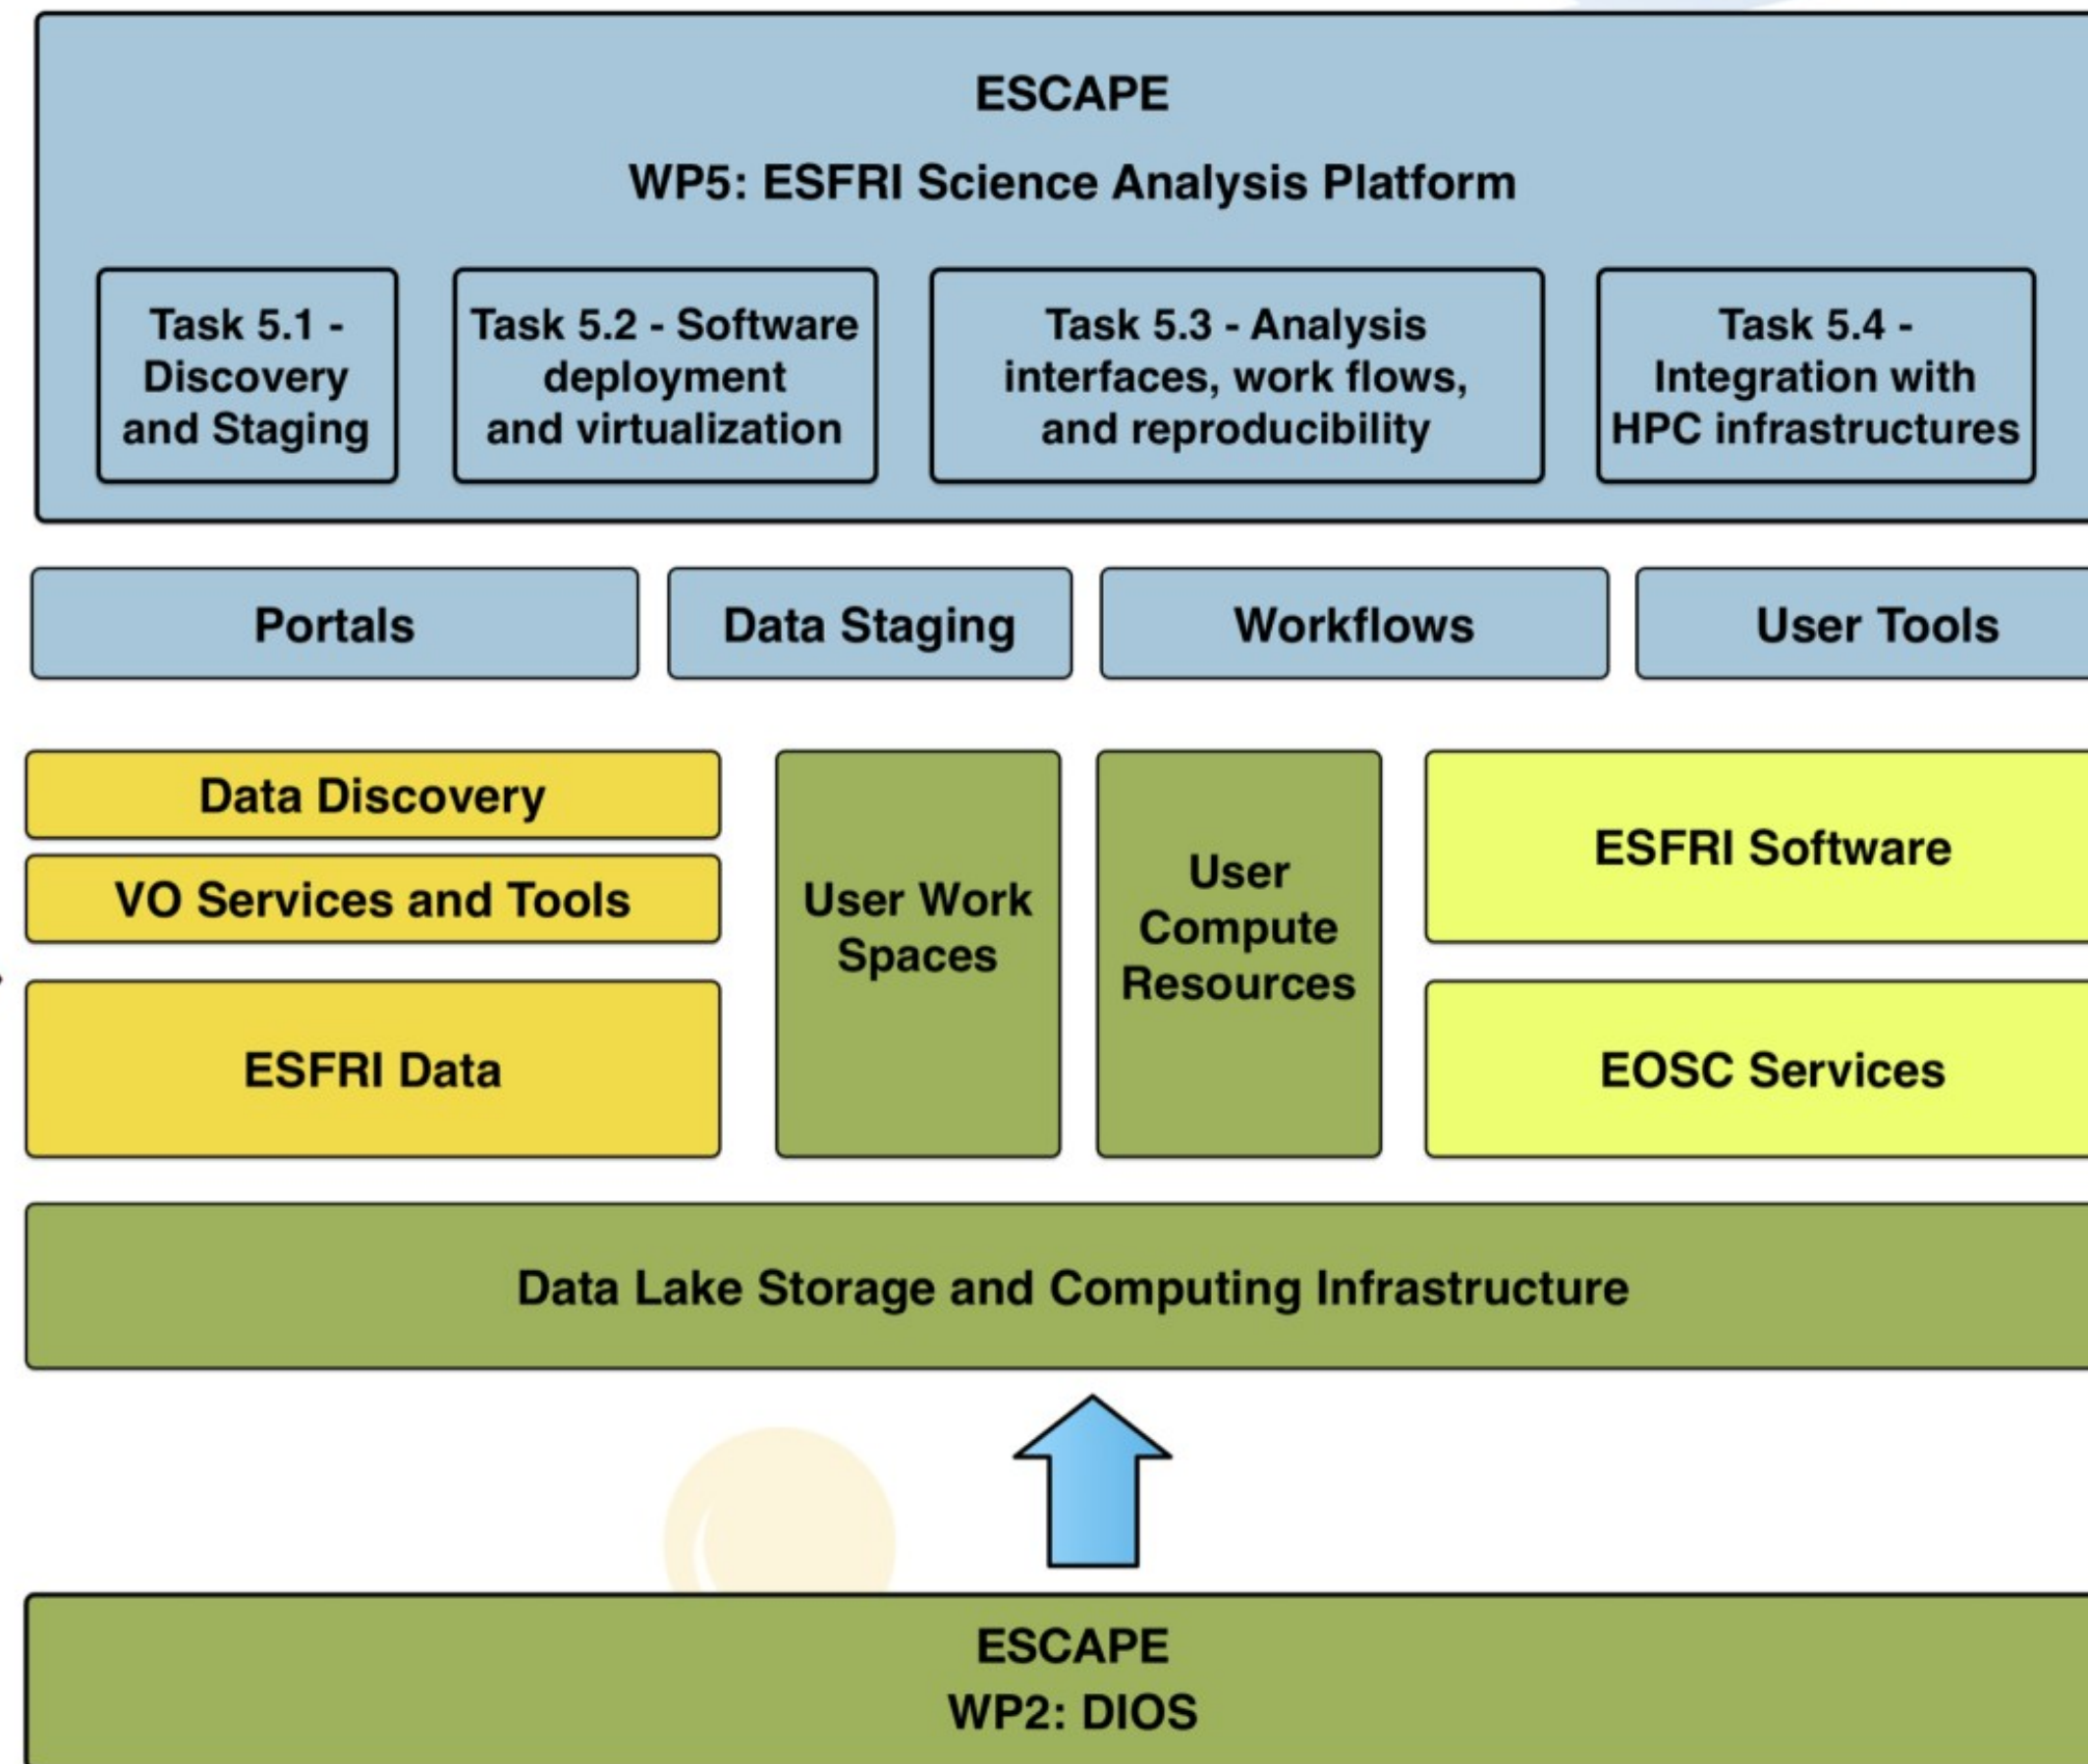 ESCAPE
WP5: ESFRI Science Analysis Platform
Task 5.1 -
Discovery
and Staging
Task 5.2 - Software
deployment
and virtualization
Task 5.3 - Analysis
interfaces, work flows,
and reproducibility
Task 5.4 -
Integration with
HPC infrastructures
Portals
Data Staging
Workflows
User Tools
Data Discovery
VO Services and Tools
ESFRI Data
User Work
Spaces
User
Compute
Resources
ESFRI Software
EOSC Services
Data Lake Storage and Computing Infrastructure
ESCAPE
WP2: DIOS